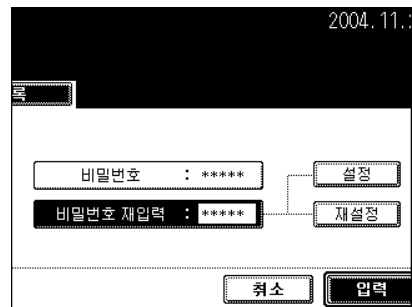 2004.11.
록
비밀번호 : *****
설정
비밀번호 재입력 : *****
재설정
취소
입력